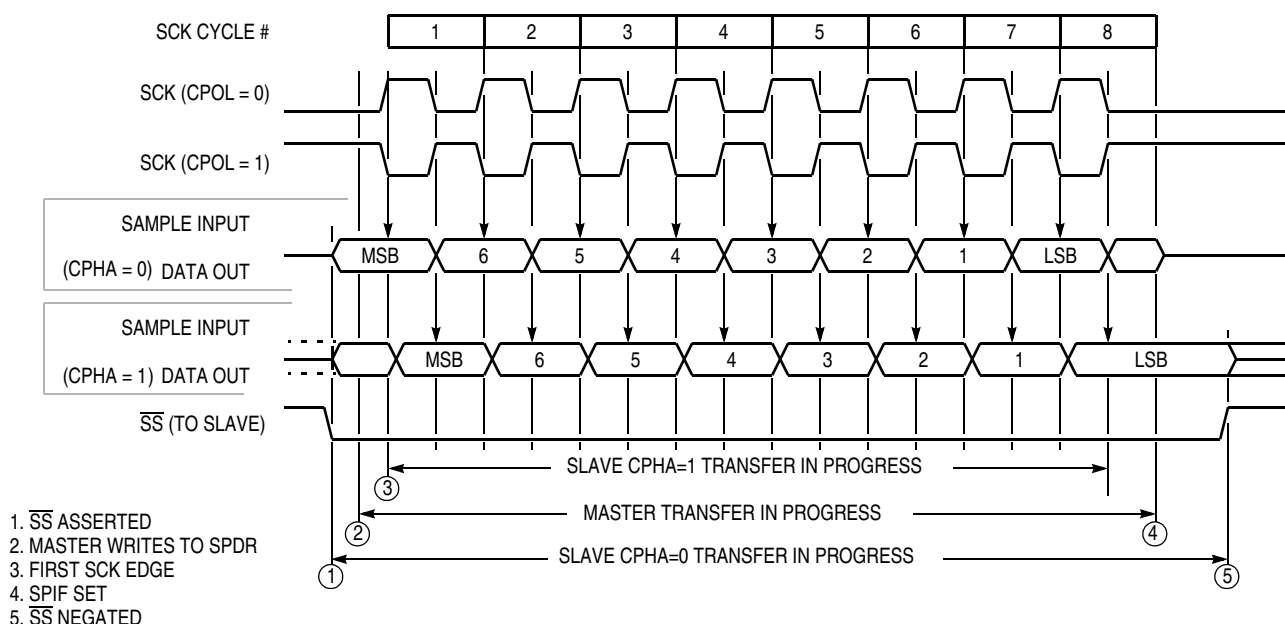 SCK CYCLE # 1 2 3 4 5 6 7 8
SCK (CPOL = 0)
SCK (CPOL = 1)
SAMPLE INPUT
(CPHA = 0) DATA OUT MSB 6 5 4 3 2 1 LSB
SAMPLE INPUT
(CPHA = 1) DATA OUT MSB 6 5 4 3 2 1 LSB
SS (TO SLAVE)
SLAVE CPHA=1 TRANSFER IN PROGRESS
3
MASTER TRANSFER IN PROGRESS
2 4
SLAVE CPHA=0 TRANSFER IN PROGRESS
1 5
1. SS ASSERTED
2. MASTER WRITES TO SPDR
3. FIRST SCK EDGE
4. SPIF SET
5. SS NEGATED